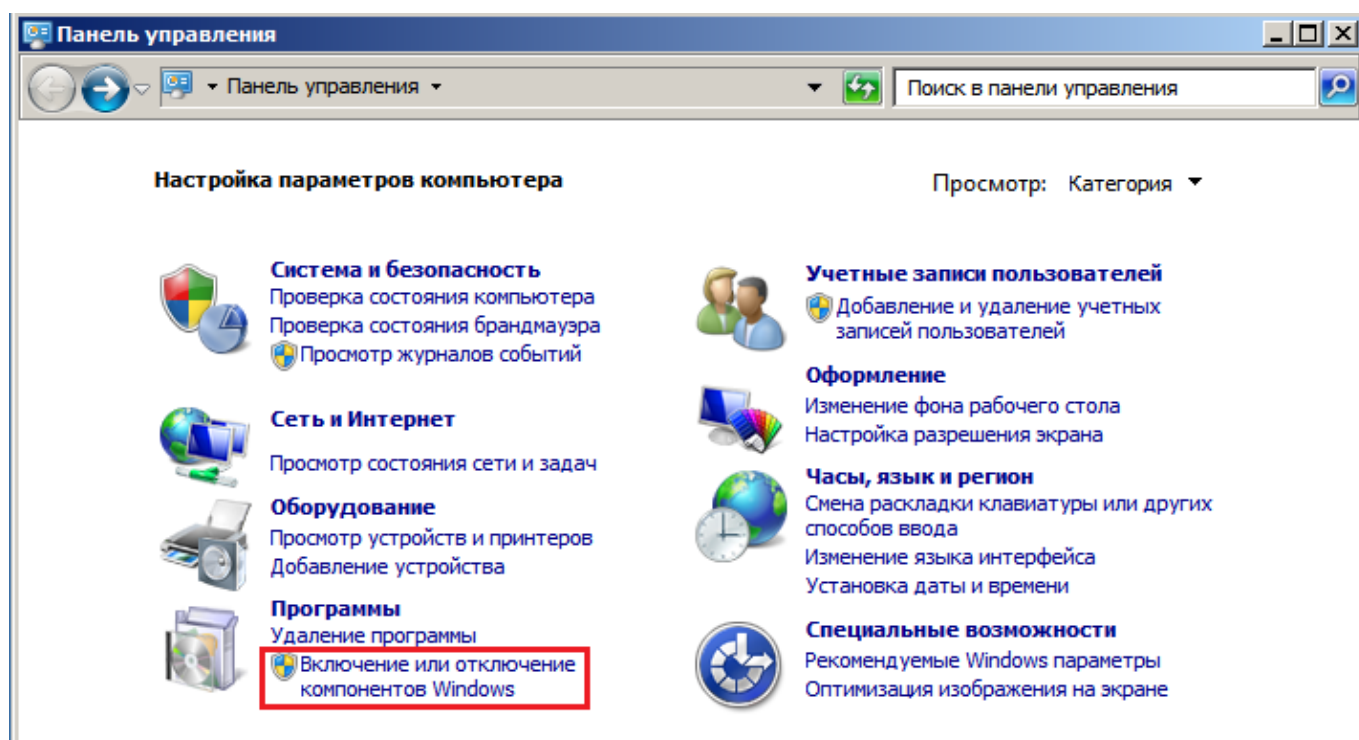 Панель управления
Панель управления
Поиск в панели управления
Настройка параметров компьютера
Просмотр: Категория
Система и безопасность
Проверка состояния компьютера
Проверка состояния брандмауэра
Просмотр журналов событий
Сеть и Интернет
Просмотр состояния сети и задач
Оборудование
Просмотр устройств и принтеров
Добавление устройства
Программы
Удаление программы
Включение или отключение
компонентов Windows
Учетные записи пользователей
Добавление и удаление учетных
записей пользователей
Оформление
Изменение фона рабочего стола
Настройка разрешения экрана
Часы, язык и регион
Смена раскладки клавиатуры или других
способов ввода
Изменение языка интерфейса
Установка даты и времени
Специальные возможности
Рекомендуемые Windows параметры
Оптимизация изображения на экране